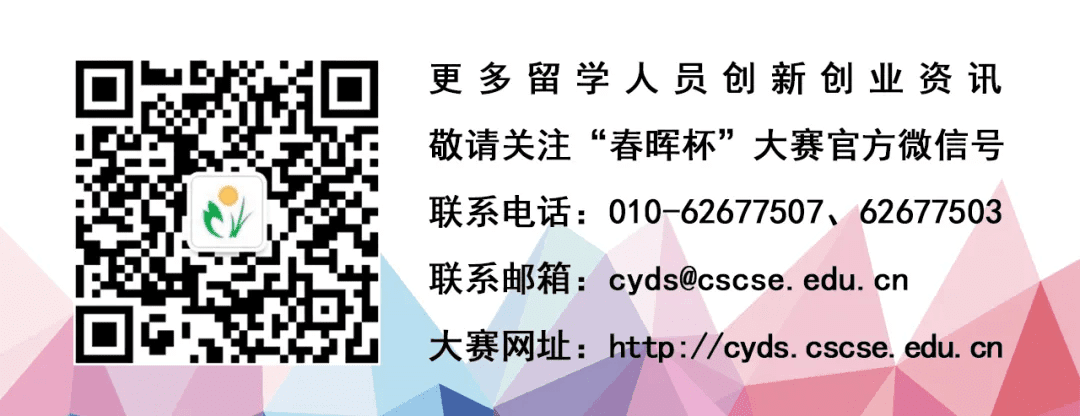 更多留学人员创新创业资讯
敬请关注“春晖杯”大赛官方微信号
联系电话：010-62677507、62677503
联系邮箱：cyds@cscse.edu.cn
大赛网址：http://cyds.cscse.edu.cn